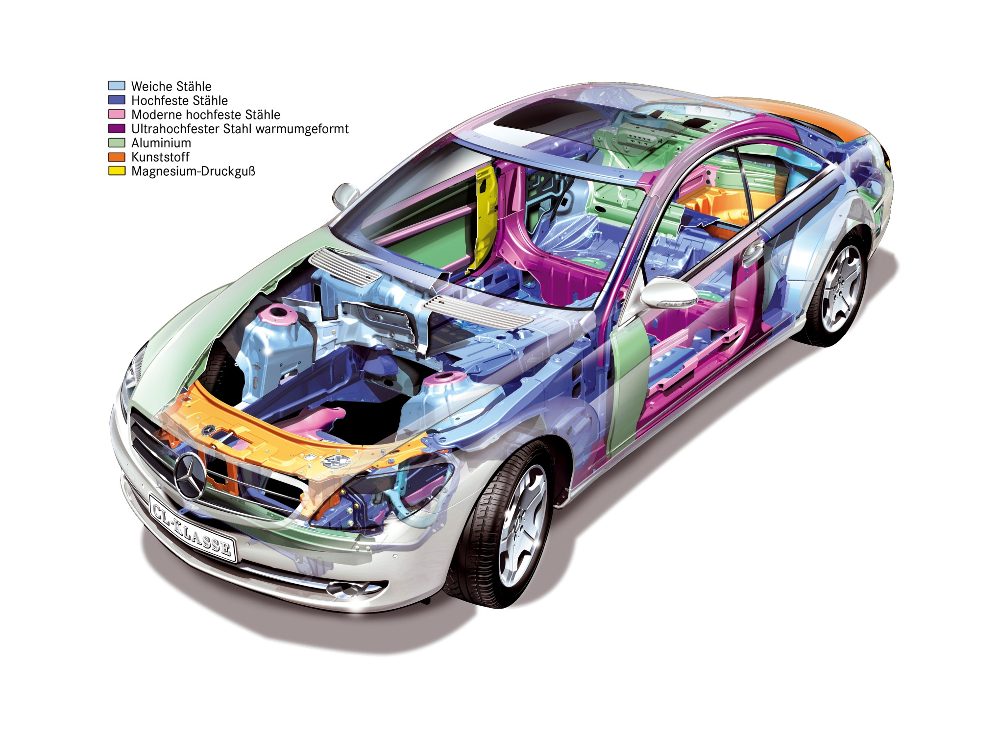 Weiche Stähle
Hochfeste Stähle
Moderne hochfeste Stähle
Ultrahochfester Stahl warmumgeformt
Aluminium
Kunststoff
Magnesium-Druckguß
CL-KLASSE